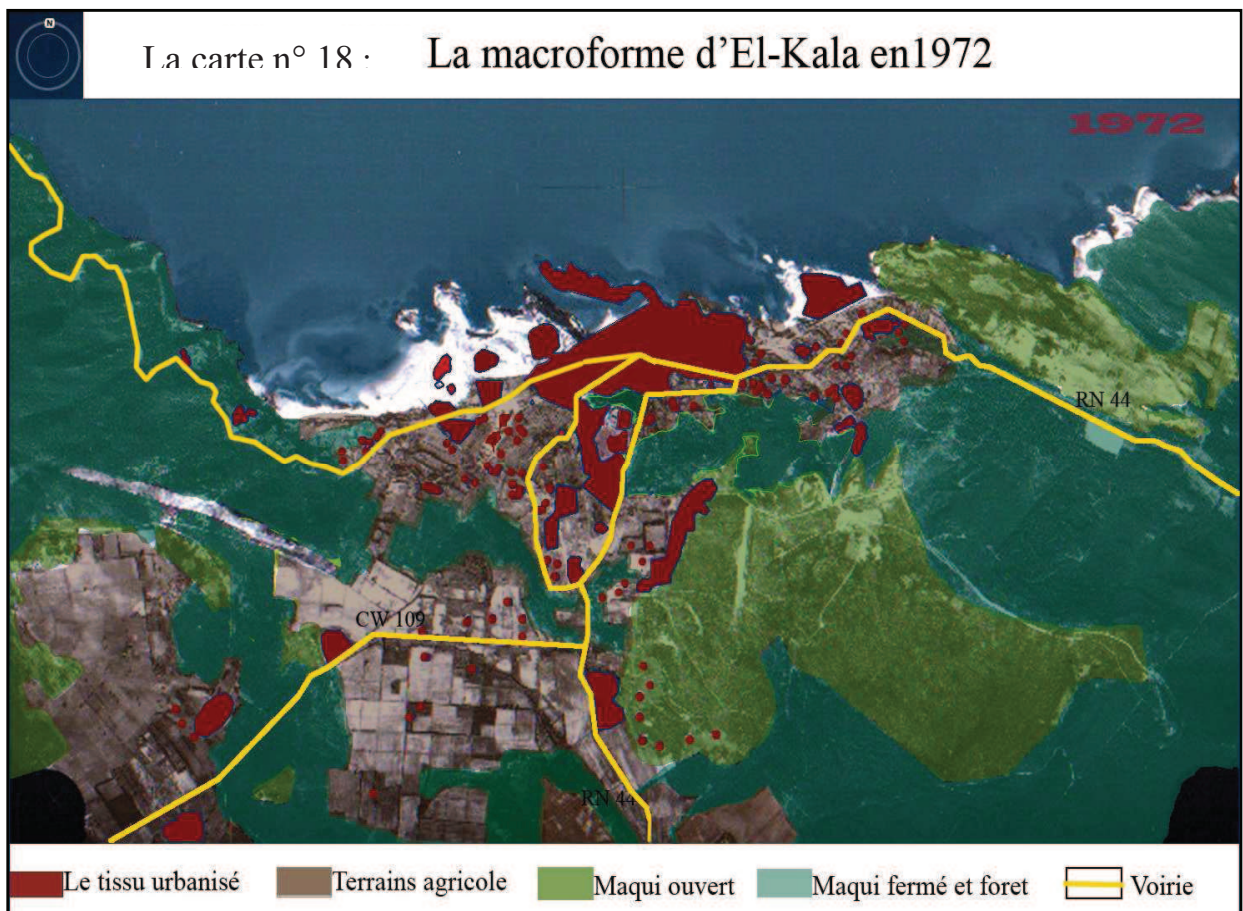 N
La carte n° 18 : La macroforme d'El-Kala en1972
1972
RN 44
CW 109
RN 44
Le tissu urbanisé Terrains agricole Maqui ouvert Maqui fermé et foret Voirie